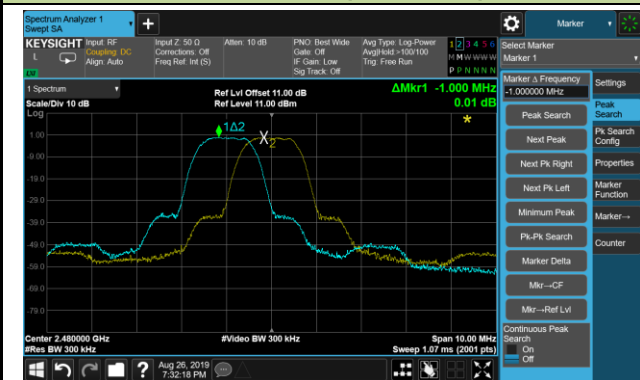 Spectrum Analyzer 1
Swept SA
+
Marker
KEYSIGHT
L
Input: RF
Coupling: DC
Align: Auto
Input Z: 50 Ω
Corrections: Off
Freq Ref: Int (S)
Atten: 10 dB
PNO: Best Wide
Gate: Off
IF Gain: Low
Sig Track: Off
Avg Type: Log-Power
Avg|Hold:>100/100
Trig: Free Run
1 2 3 4 5 6
M M W W W W
P P N N N N
Select Marker
Marker 1
1 Spectrum
Scale/Div 10 dB
Ref Lvl Offset 11.00 dB
Ref Level 11.00 dBm
ΔMkr1 -1.000 MHz
0.01 dB
Log
1.00
-9.00
-19.0
-29.0
-39.0
-49.0
-59.0
-69.0
-79.0
1Δ2
X2
*
Center 2.480000 GHz
#Res BW 300 kHz
#Video BW 300 kHz
Span 10.00 MHz
Sweep 1.07 ms (2001 pts)
Marker Δ Frequency
-1.000000 MHz
Peak Search
Next Peak
Next Pk Right
Next Pk Left
Minimum Peak
Pk-Pk Search
Marker Delta
Mkr→CF
Mkr→Ref Lvl
Continuous Peak
Search
On
Off
Settings
Peak
Search
Pk Search
Config
Properties
Marker
Function
Marker→
Counter
?
Aug 26, 2019
7:32:18 PM